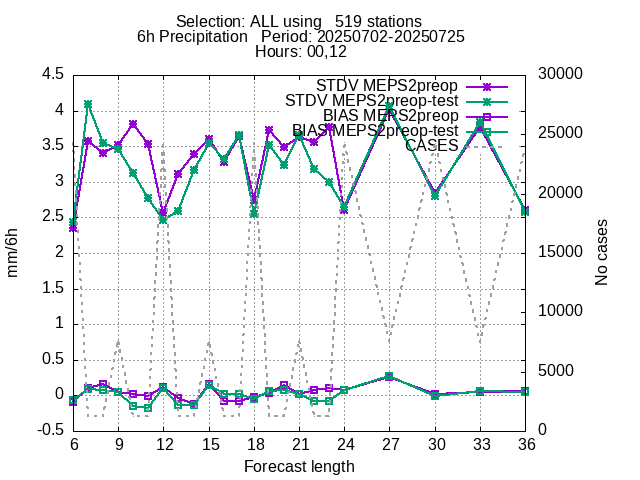 Selection: ALL using   519 stations
6h Precipitation   Period: 20250702-20250725
Hours: 00,12
STDV MEPS2preop
STDV MEPS2preop-test
BIAS MEPS2preop
BIAS MEPS2preop-test
CASES
4.5
4
3.5
3
2.5
2
1.5
1
0.5
0
-0.5
mm/6h
30000
25000
20000
15000
10000
5000
0
No cases
6 9 12 15 18 21 24 27 30 33 36
Forecast length